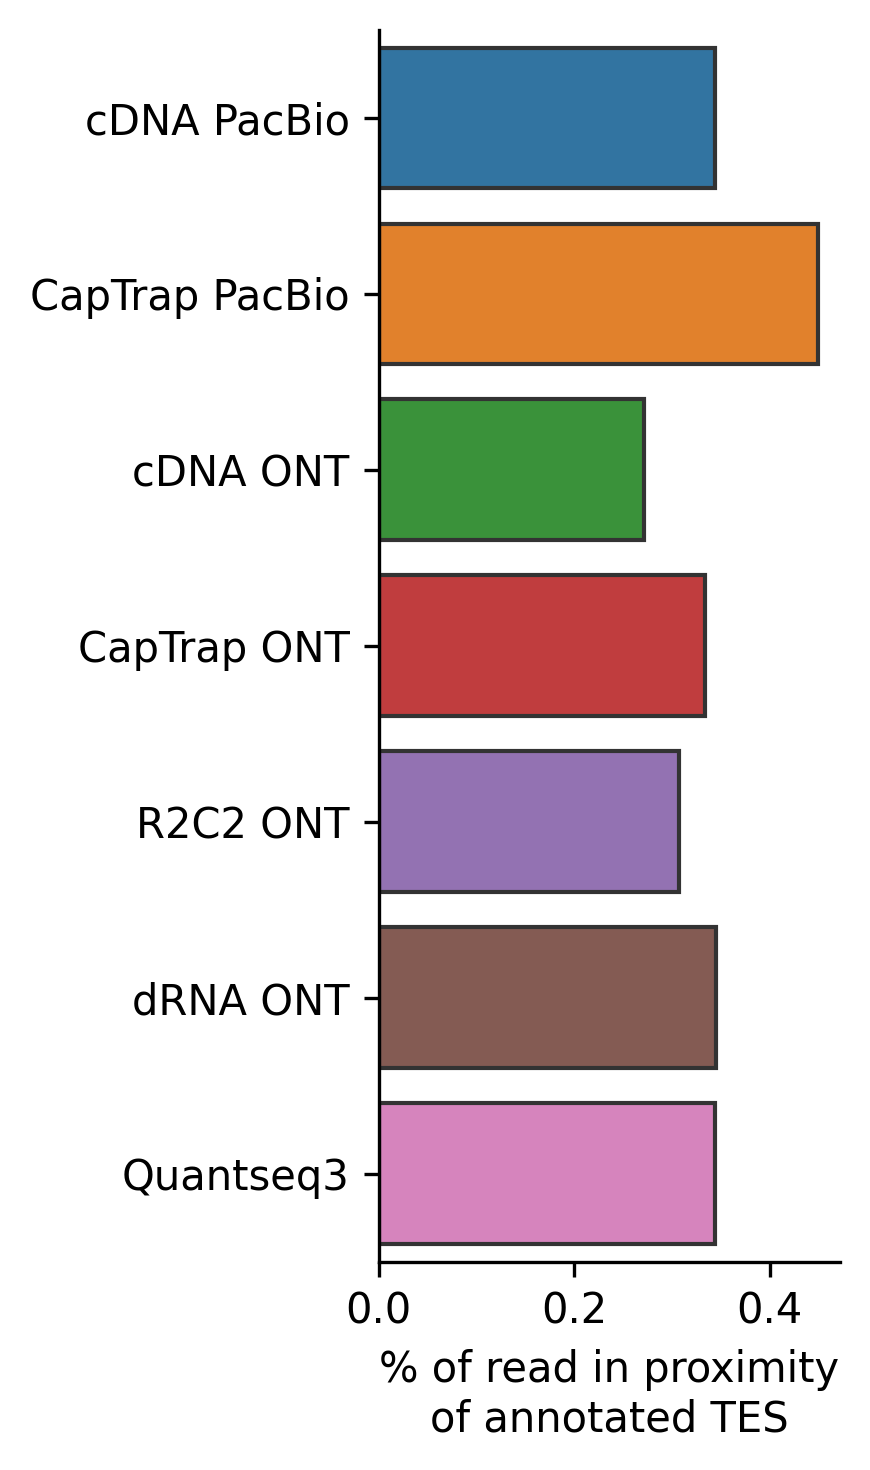 cDNA PacBio
CapTrap PacBio
cDNA ONT
CapTrap ONT
R2C2 ONT
dRNA ONT
Quantseq3
0.0 0.2 0.4
% of read in proximity
of annotated TES